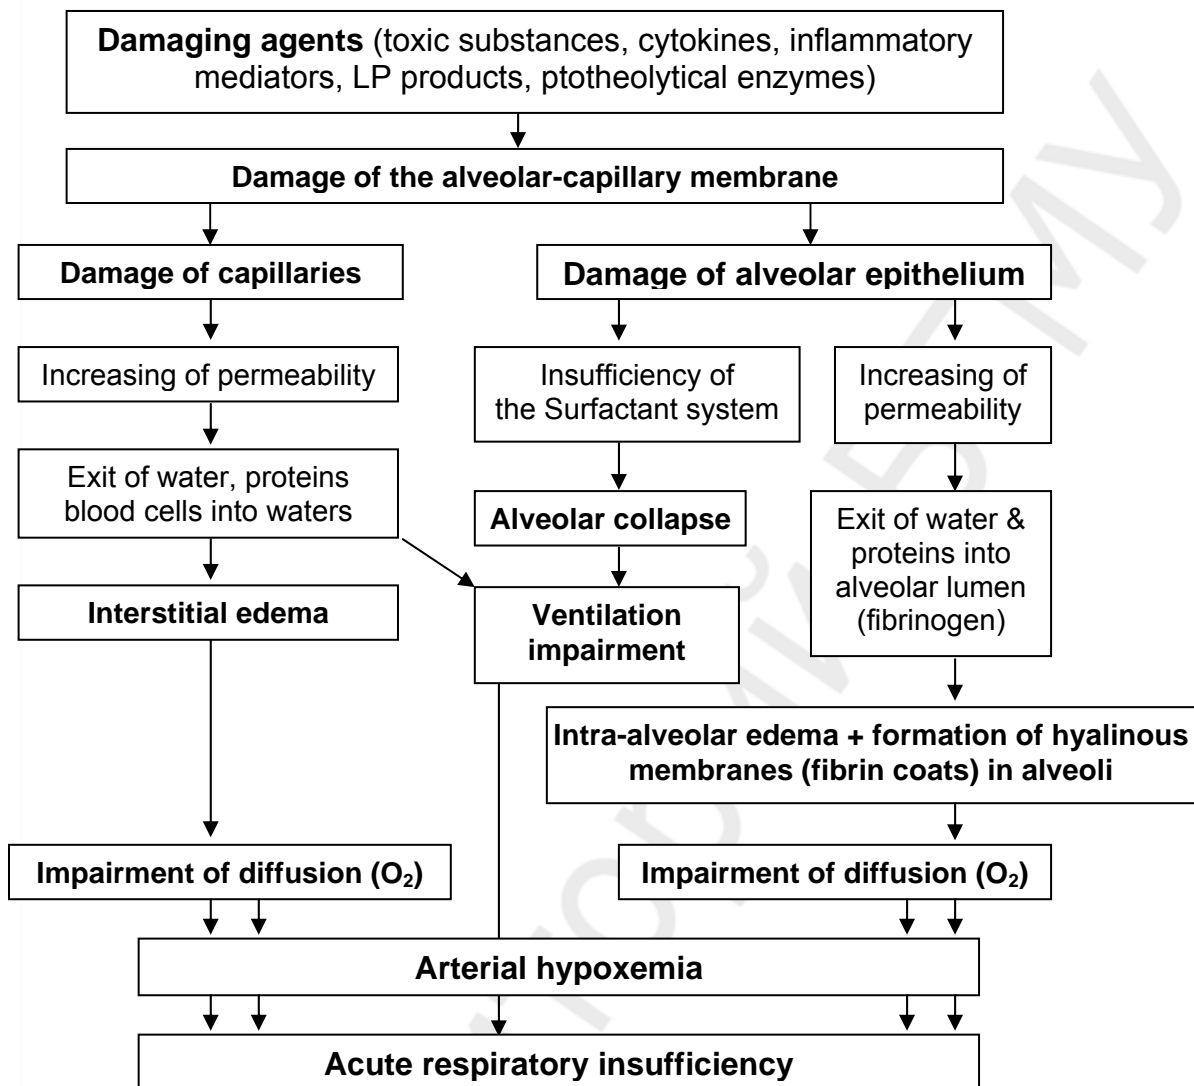 Damaging agents (toxic substances, cytokines, inflammatory
mediators, LP products, ptotheolytical enzymes)
Damage of the alveolar-capillary membrane
Damage of capillaries
Damage of alveolar epithelium
Increasing of permeability
Insufficiency of
the Surfactant system
Increasing of
permeability
Exit of water, proteins
blood cells into waters
Alveolar collapse
Exit of water &
proteins into
alveolar lumen
(fibrinogen)
Interstitial edema
Ventilation
impairment
Intra-alveolar edema + formation of hyalinous
membranes (fibrin coats) in alveoli
Impairment of diffusion (O₂)
Impairment of diffusion (O₂)
Arterial hypoxemia
Acute respiratory insufficiency